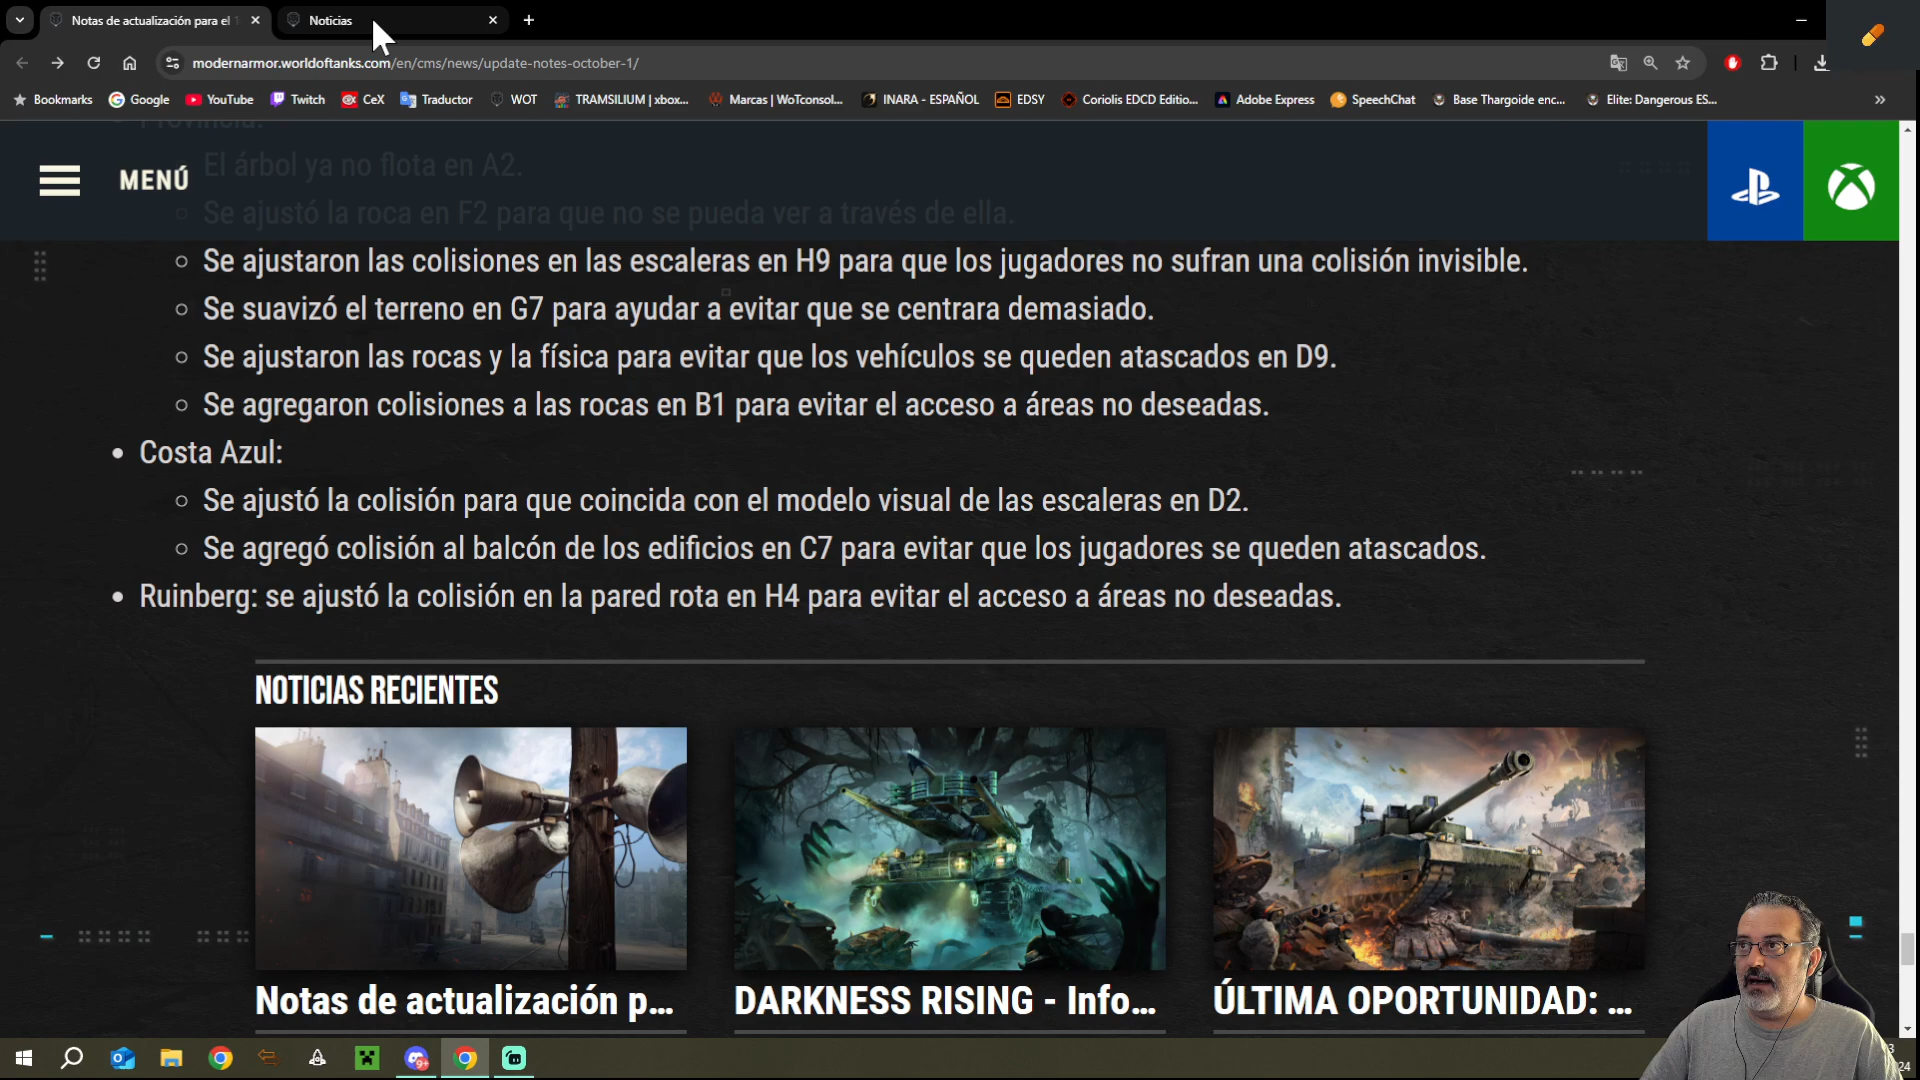 Notas de actualización para el 1
Noticias
modernarmor.worldoftanks.com/en/cms/news/update-notes-october-1/
Bookmarks Google YouTube Twitch CeX Traductor WOT TRAMSILIUM | xbox... Marcas | WoTconsol... INARA - ESPAÑOL EDSY Coriolis EDCD Editio... Adobe Express SpeechChat Base Thargoide enc... Elite: Dangerous ES...
Provincia:
El árbol ya no flota en A2.
MENÚ
Se ajustó la roca en F2 para que no se pueda ver a través de ella.
Se ajustaron las colisiones en las escaleras en H9 para que los jugadores no sufran una colisión invisible.
Se suavizó el terreno en G7 para ayudar a evitar que se centrara demasiado.
Se ajustaron las rocas y la física para evitar que los vehículos se queden atascados en D9.
Se agregaron colisiones a las rocas en B1 para evitar el acceso a áreas no deseadas.
Costa Azul:
Se ajustó la colisión para que coincida con el modelo visual de las escaleras en D2.
Se agregó colisión al balcón de los edificios en C7 para evitar que los jugadores se queden atascados.
Ruinberg: se ajustó la colisión en la pared rota en H4 para evitar el acceso a áreas no deseadas.
NOTICIAS RECIENTES
Notas de actualización p...
DARKNESS RISING - Info...
ÚLTIMA OPORTUNIDAD: ...